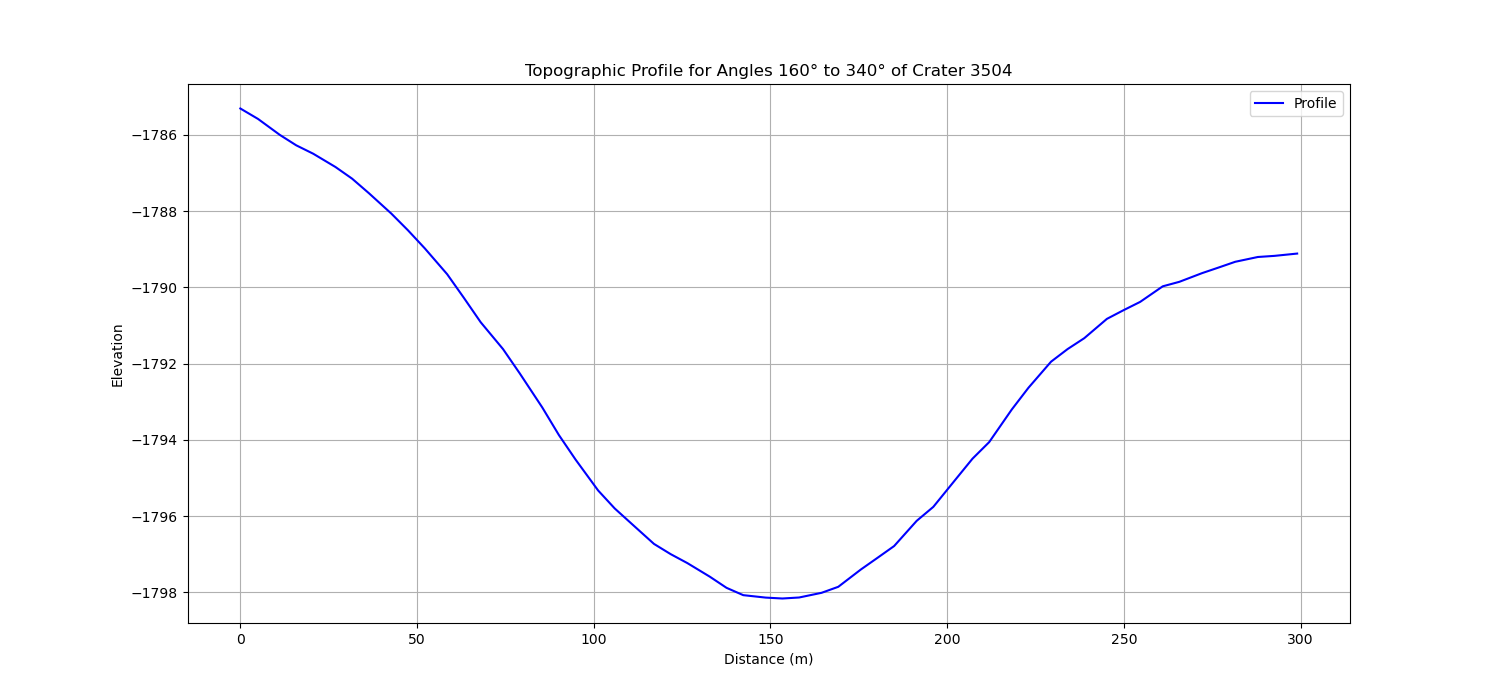 Topographic Profile for Angles 160° to 340° of Crater 3504
Profile
Elevation
−1786
−1788
−1790
−1792
−1794
−1796
−1798
0 50 100 150 200 250 300
Distance (m)